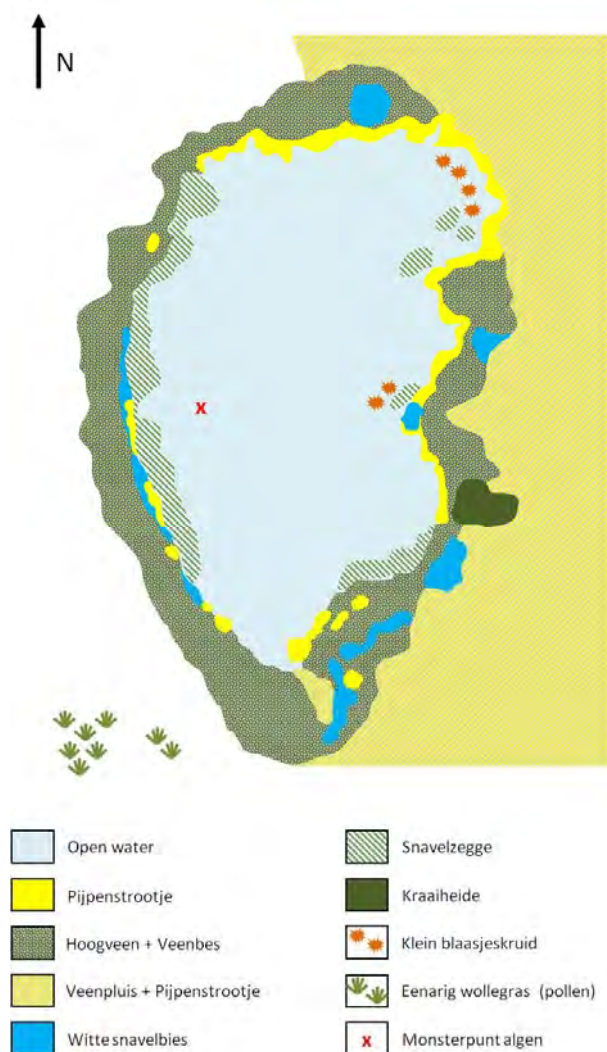 N
x
Open water
Pijpenstrootje
Hoogveen + Veenbes
Veenpluis + Pijpenstrootje
Witte snavelbies
Snavelzegge
Kraaiheide
Klein blaasjeskruid
Eenarig wollegras (pollen)
x Monsterpunt algen